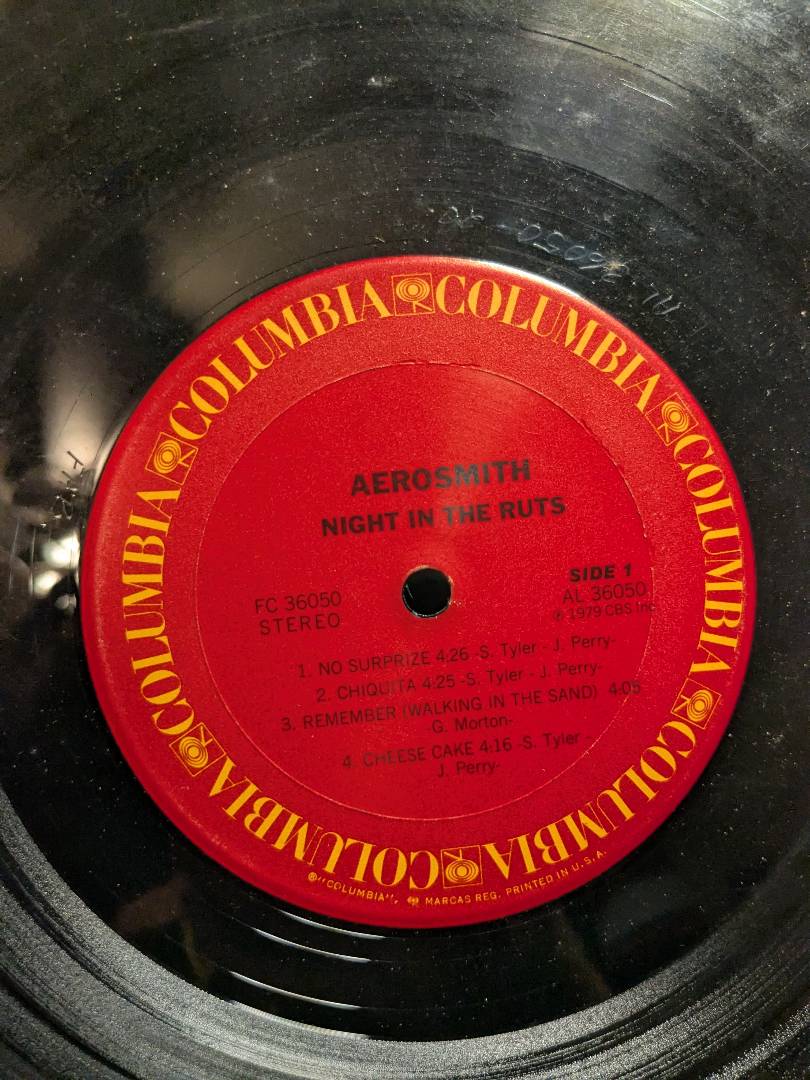 COLUMBIA COLUMBIA COLUMBIA COLUMBIA COLUMBIA COLUMBIA
AEROSMITH
NIGHT IN THE RUTS
SIDE 1
FC 36050
STEREO
AL 36050
℗ 1979 CBS Inc.
1. NO SURPRIZE 4:26 -S. Tyler - J. Perry-
2. CHIQUITA 4:25 -S. Tyler - J. Perry-
3. REMEMBER (WALKING IN THE SAND) 4:05
-G. Morton-
4. CHEESE CAKE 4:16 -S. Tyler -
J. Perry-
®"COLUMBIA", MARCAS REG. PRINTED IN U.S.A.